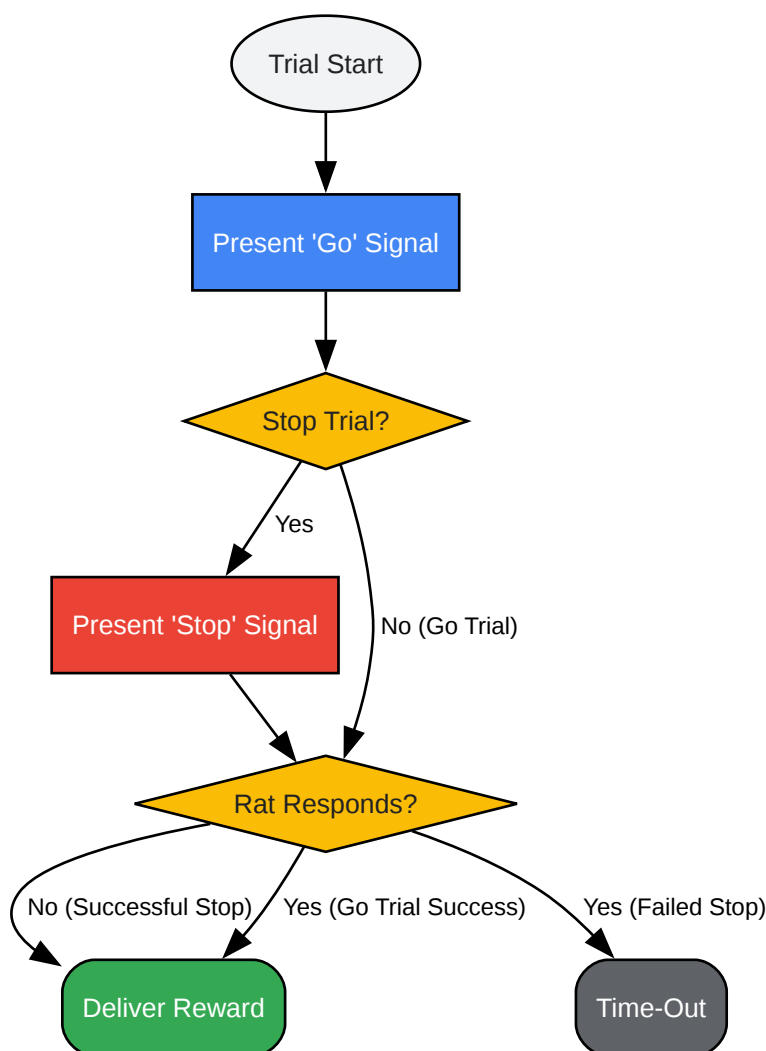 Trial Start
Present 'Go' Signal
Stop Trial?
Yes
Present 'Stop' Signal
No (Go Trial)
Rat Responds?
No (Successful Stop)
Yes (Go Trial Success)
Yes (Failed Stop)
Deliver Reward
Time-Out